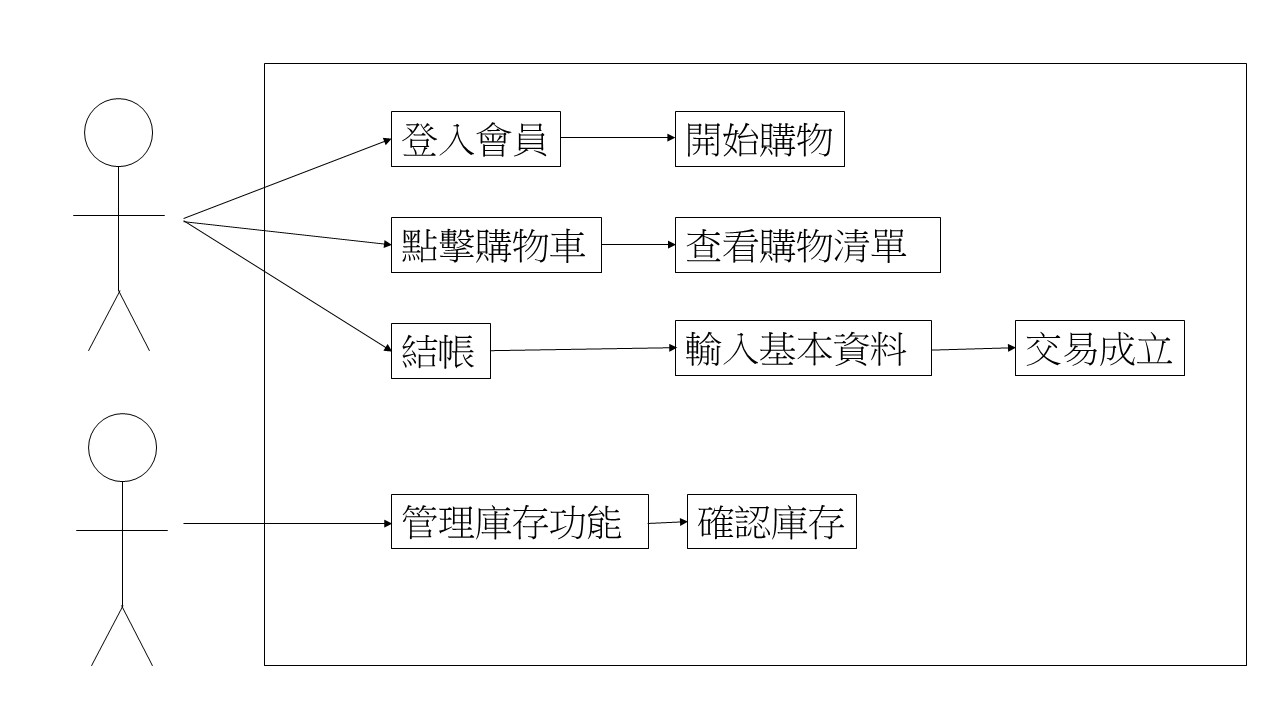 登入會員
開始購物
點擊購物車
查看購物清單
結帳
輸入基本資料
交易成立
管理庫存功能
確認庫存